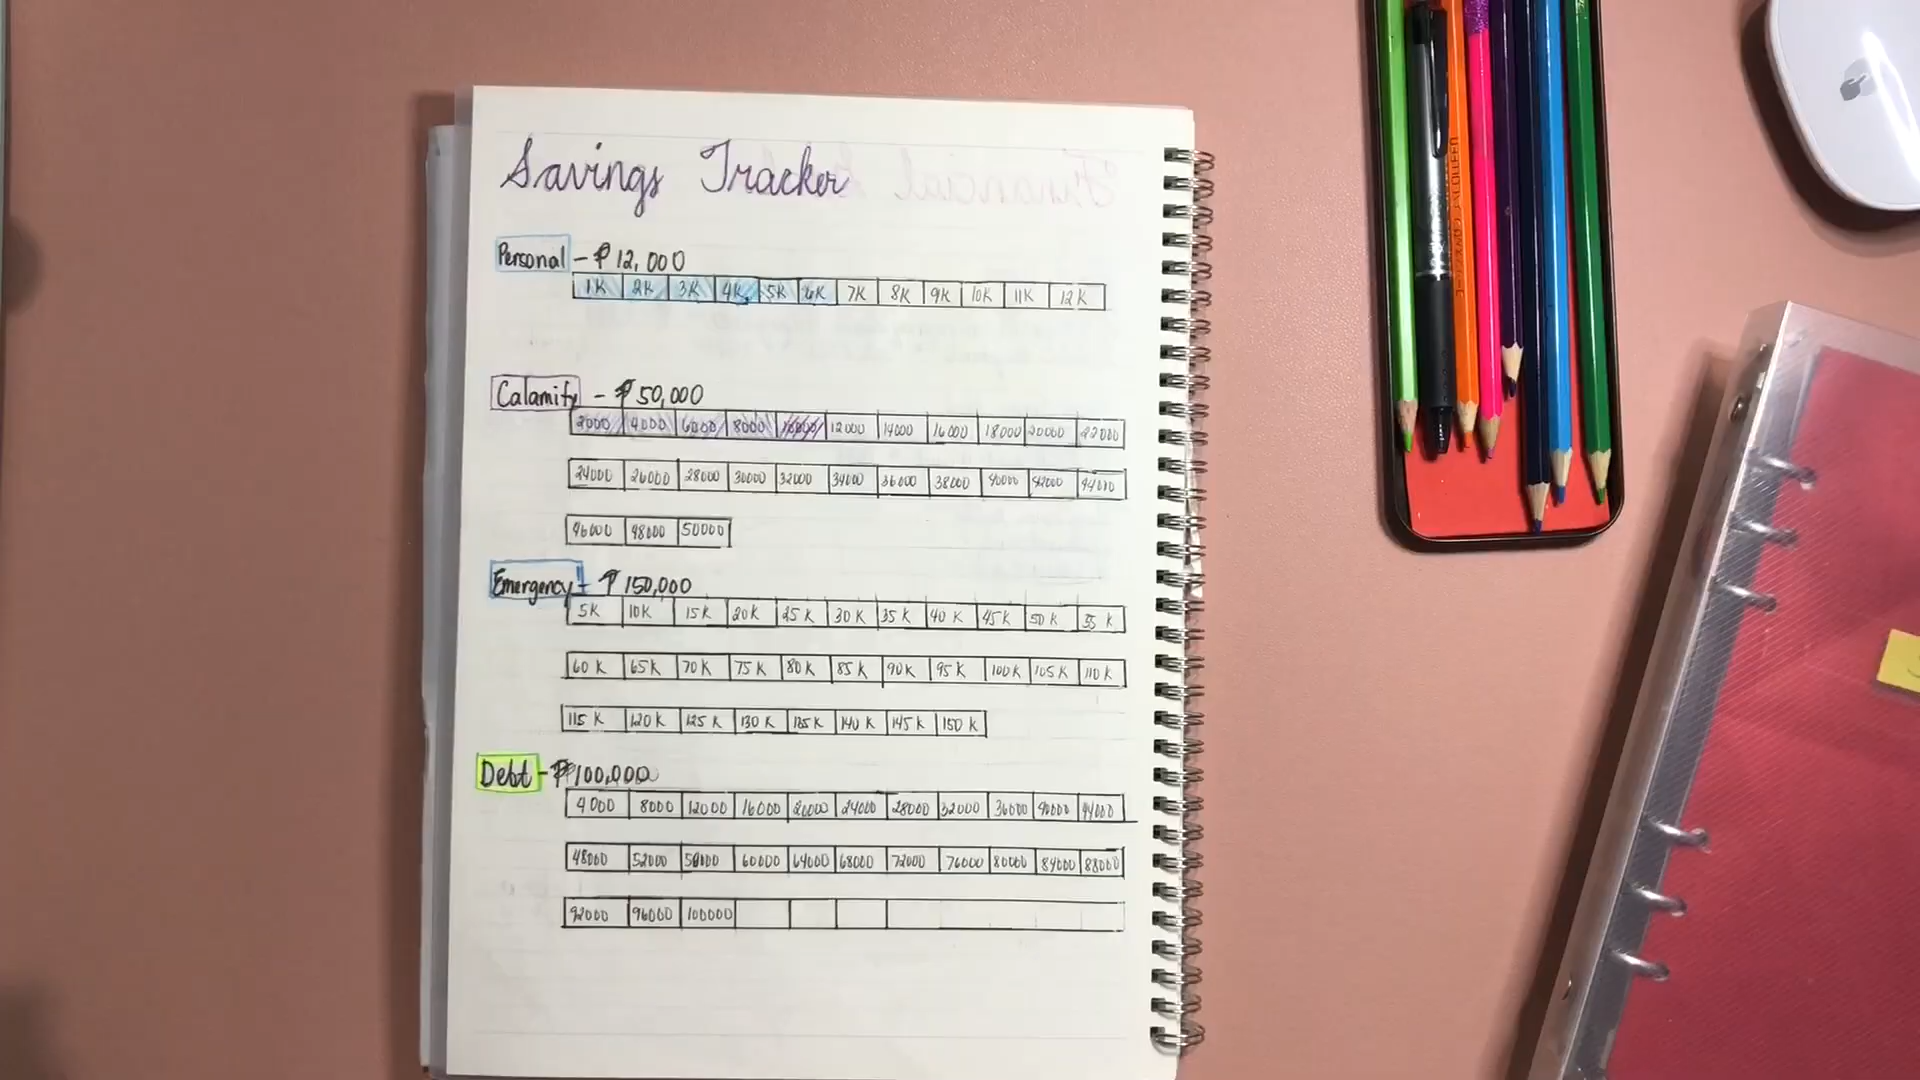 Savings Tracker
Personal - ₱12,000
1K 2K 3K 4K 5K 6K 7K 8K 9K 10K 11K 12K
Calamity - ₱50,000
2000 4000 6000 8000 10000 12000 14000 16000 18000 20000 22000
24000 26000 28000 30000 32000 34000 36000 38000 40000 42000 44000
46000 48000 50000
Emergency - ₱150,000
5K 10K 15K 20K 25K 30K 35K 40K 45K 50K 55K
60K 65K 70K 75K 80K 85K 90K 95K 100K 105K 110K
115K 120K 125K 130K 135K 140K 145K 150K
Debt - ₱100,000
4000 8000 12000 16000 20000 24000 28000 32000 36000 40000 44000
48000 52000 56000 60000 64000 68000 72000 76000 80000 84000 88000
92000 96000 100000